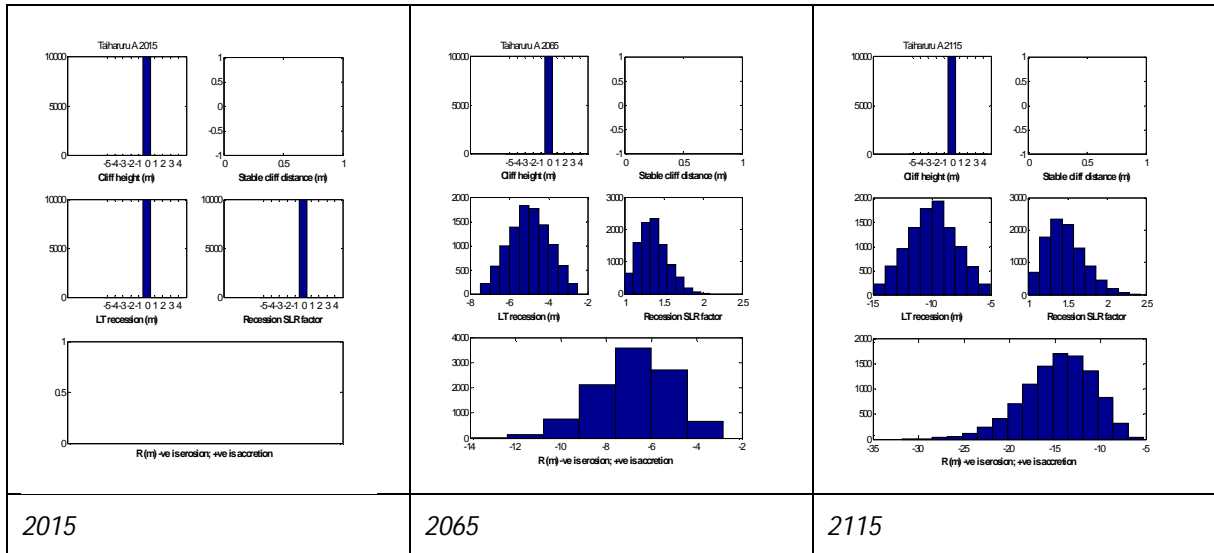 Taiharuru A 2015
10000
5000
0
-5-4-3-2-1 0 1 2 3 4
Cliff height (m)
1
0.5
0
-0.5
-1
0 0.5 1
Stable cliff distance (m)
10000
5000
0
-5-4-3-2-1 0 1 2 3 4
LT recession (m)
10000
5000
0
-5-4-3-2-1 0 1 2 3 4
Recession SLR factor
1
0.5
0
R (m) -ve is erosion; +ve is accretion
Taiharuru A 2065
10000
5000
0
-5-4-3-2-1 0 1 2 3 4
Cliff height (m)
1
0.5
0
-0.5
-1
0 0.5 1
Stable cliff distance (m)
2000
1500
1000
500
0
-8 -6 -4 -2
LT recession (m)
3000
2000
1000
0
1 1.5 2 2.5
Recession SLR factor
4000
3000
2000
1000
0
-14 -12 -10 -8 -6 -4 -2
R (m) -ve is erosion; +ve is accretion
Taiharuru A 2115
10000
5000
0
-5-4-3-2-1 0 1 2 3 4
Cliff height (m)
1
0.5
0
-0.5
-1
0 0.5 1
Stable cliff distance (m)
2000
1500
1000
500
0
-15 -10 -5
LT recession (m)
3000
2000
1000
0
1 1.5 2 2.5
Recession SLR factor
2000
1500
1000
500
0
-35 -30 -25 -20 -15 -10 -5
R (m) -ve is erosion; +ve is accretion
2015
2065
2115